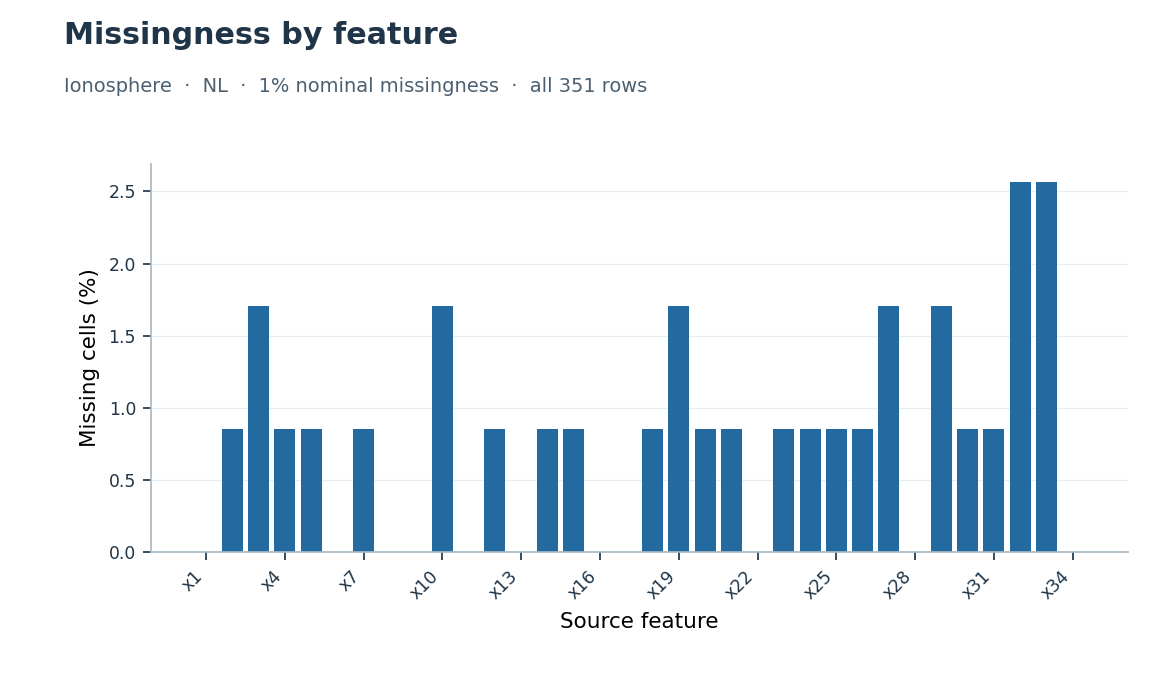 Missingness by feature
Ionosphere · NL · 1% nominal missingness · all 351 rows
Missing cells (%)
2.5
2.0
1.5
1.0
0.5
0.0
x1 x4 x7 x10 x13 x16 x19 x22 x25 x28 x31 x34
Source feature